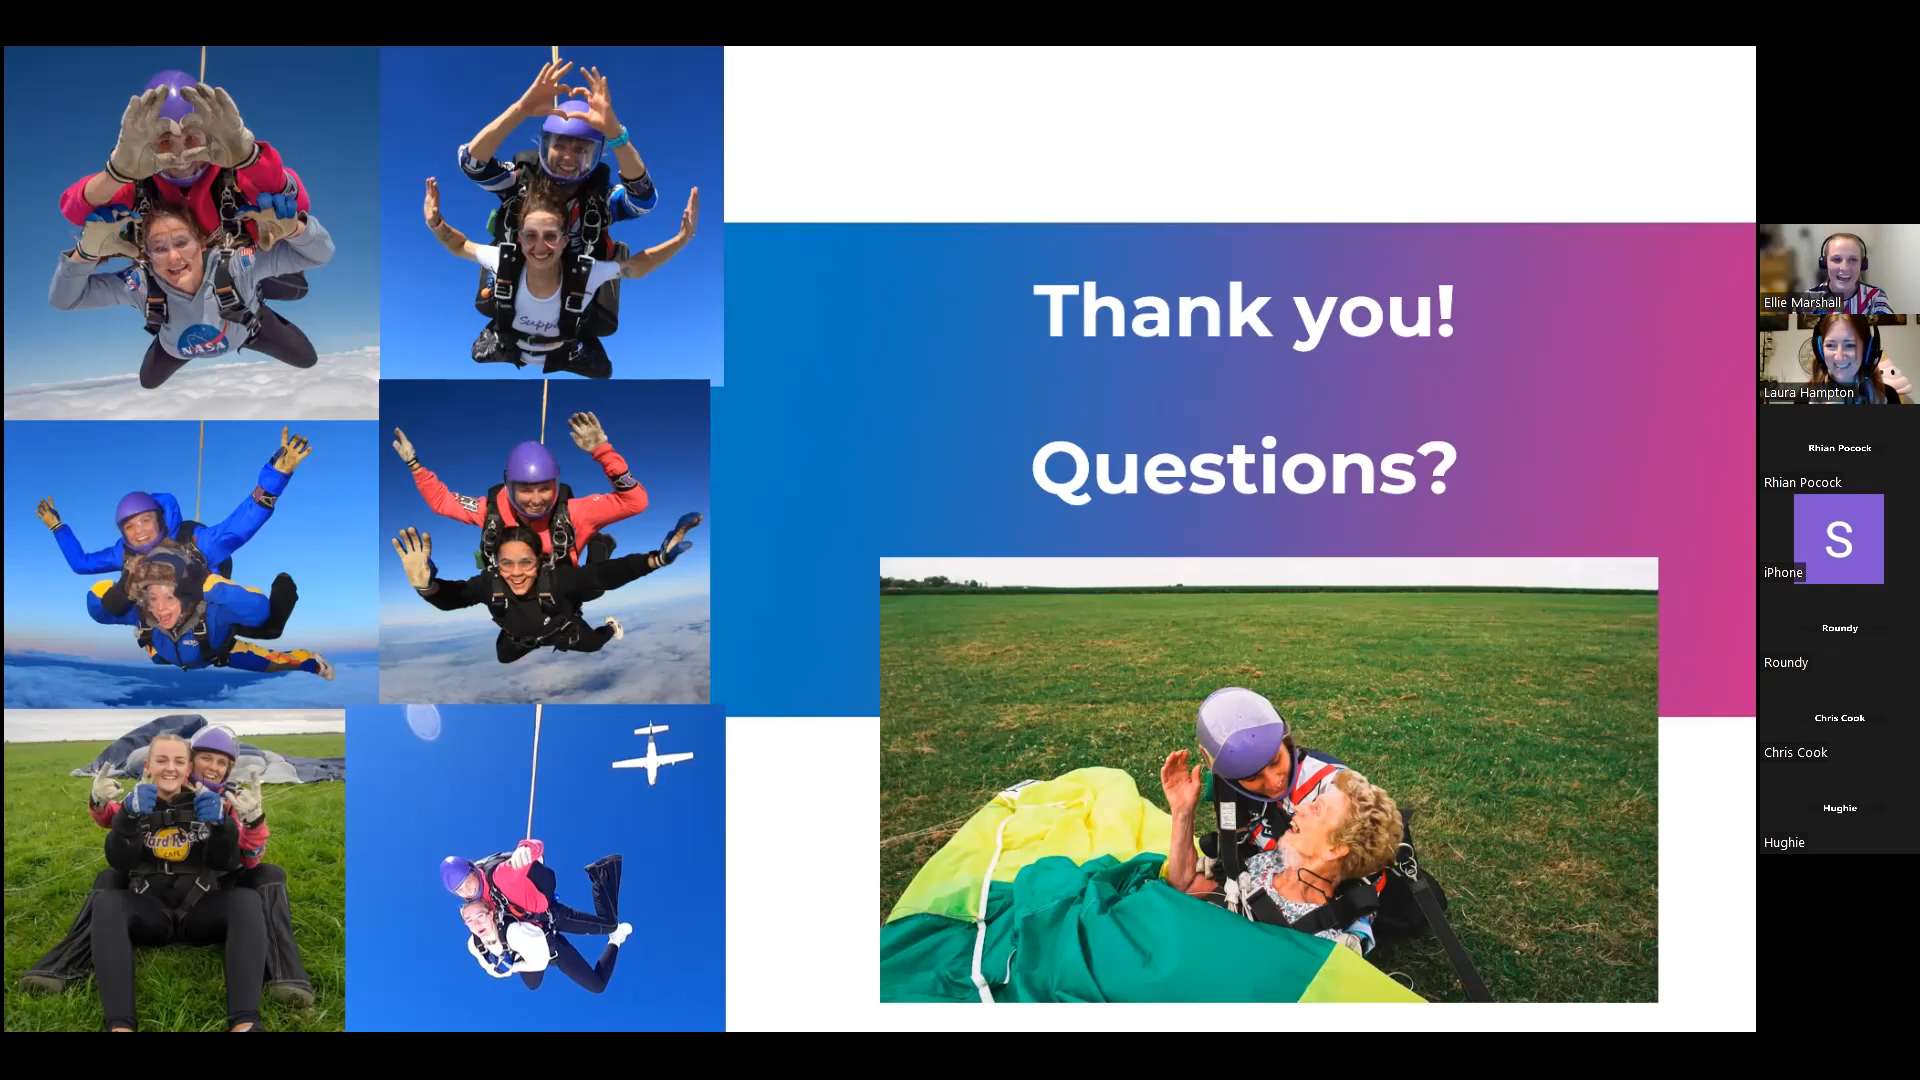 Thank you!
Questions?
NASA
Supp
Hard Rock
CAFE
Ellie Marshall
Laura Hampton
Rhian Pocock
Rhian Pocock
S
iPhone
Roundy
Roundy
Chris Cook
Chris Cook
Hughie
Hughie